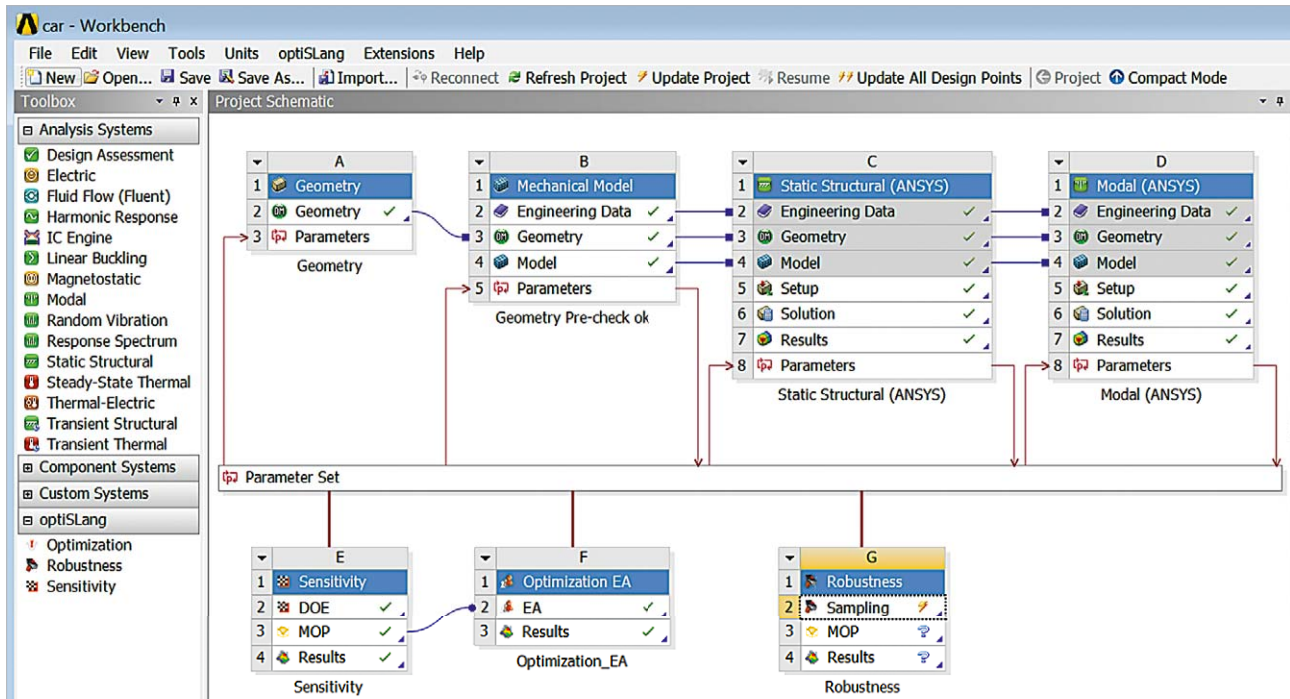 car - Workbench
File Edit View Tools Units optiSLang Extensions Help
New Open... Save Save As... Import... Reconnect Refresh Project Update Project Resume Update All Design Points Project Compact Mode
Toolbox
Analysis Systems
Design Assessment
Electric
Fluid Flow (Fluent)
Harmonic Response
IC Engine
Linear Buckling
Magnetostatic
Modal
Random Vibration
Response Spectrum
Static Structural
Steady-State Thermal
Thermal-Electric
Transient Structural
Transient Thermal
Component Systems
Custom Systems
optiSLang
Optimization
Robustness
Sensitivity
Project Schematic
A
1 Geometry
2 Geometry
3 Parameters
Geometry
B
1 Mechanical Model
2 Engineering Data
3 Geometry
4 Model
5 Parameters
Geometry Pre-check ok
C
1 Static Structural (ANSYS)
2 Engineering Data
3 Geometry
4 Model
5 Setup
6 Solution
7 Results
8 Parameters
Static Structural (ANSYS)
D
1 Modal (ANSYS)
2 Engineering Data
3 Geometry
4 Model
5 Setup
6 Solution
7 Results
8 Parameters
Modal (ANSYS)
Parameter Set
E
1 Sensitivity
2 DOE
3 MOP
4 Results
Sensitivity
F
1 Optimization EA
2 EA
3 Results
Optimization_EA
G
1 Robustness
2 Sampling
3 MOP
4 Results
Robustness